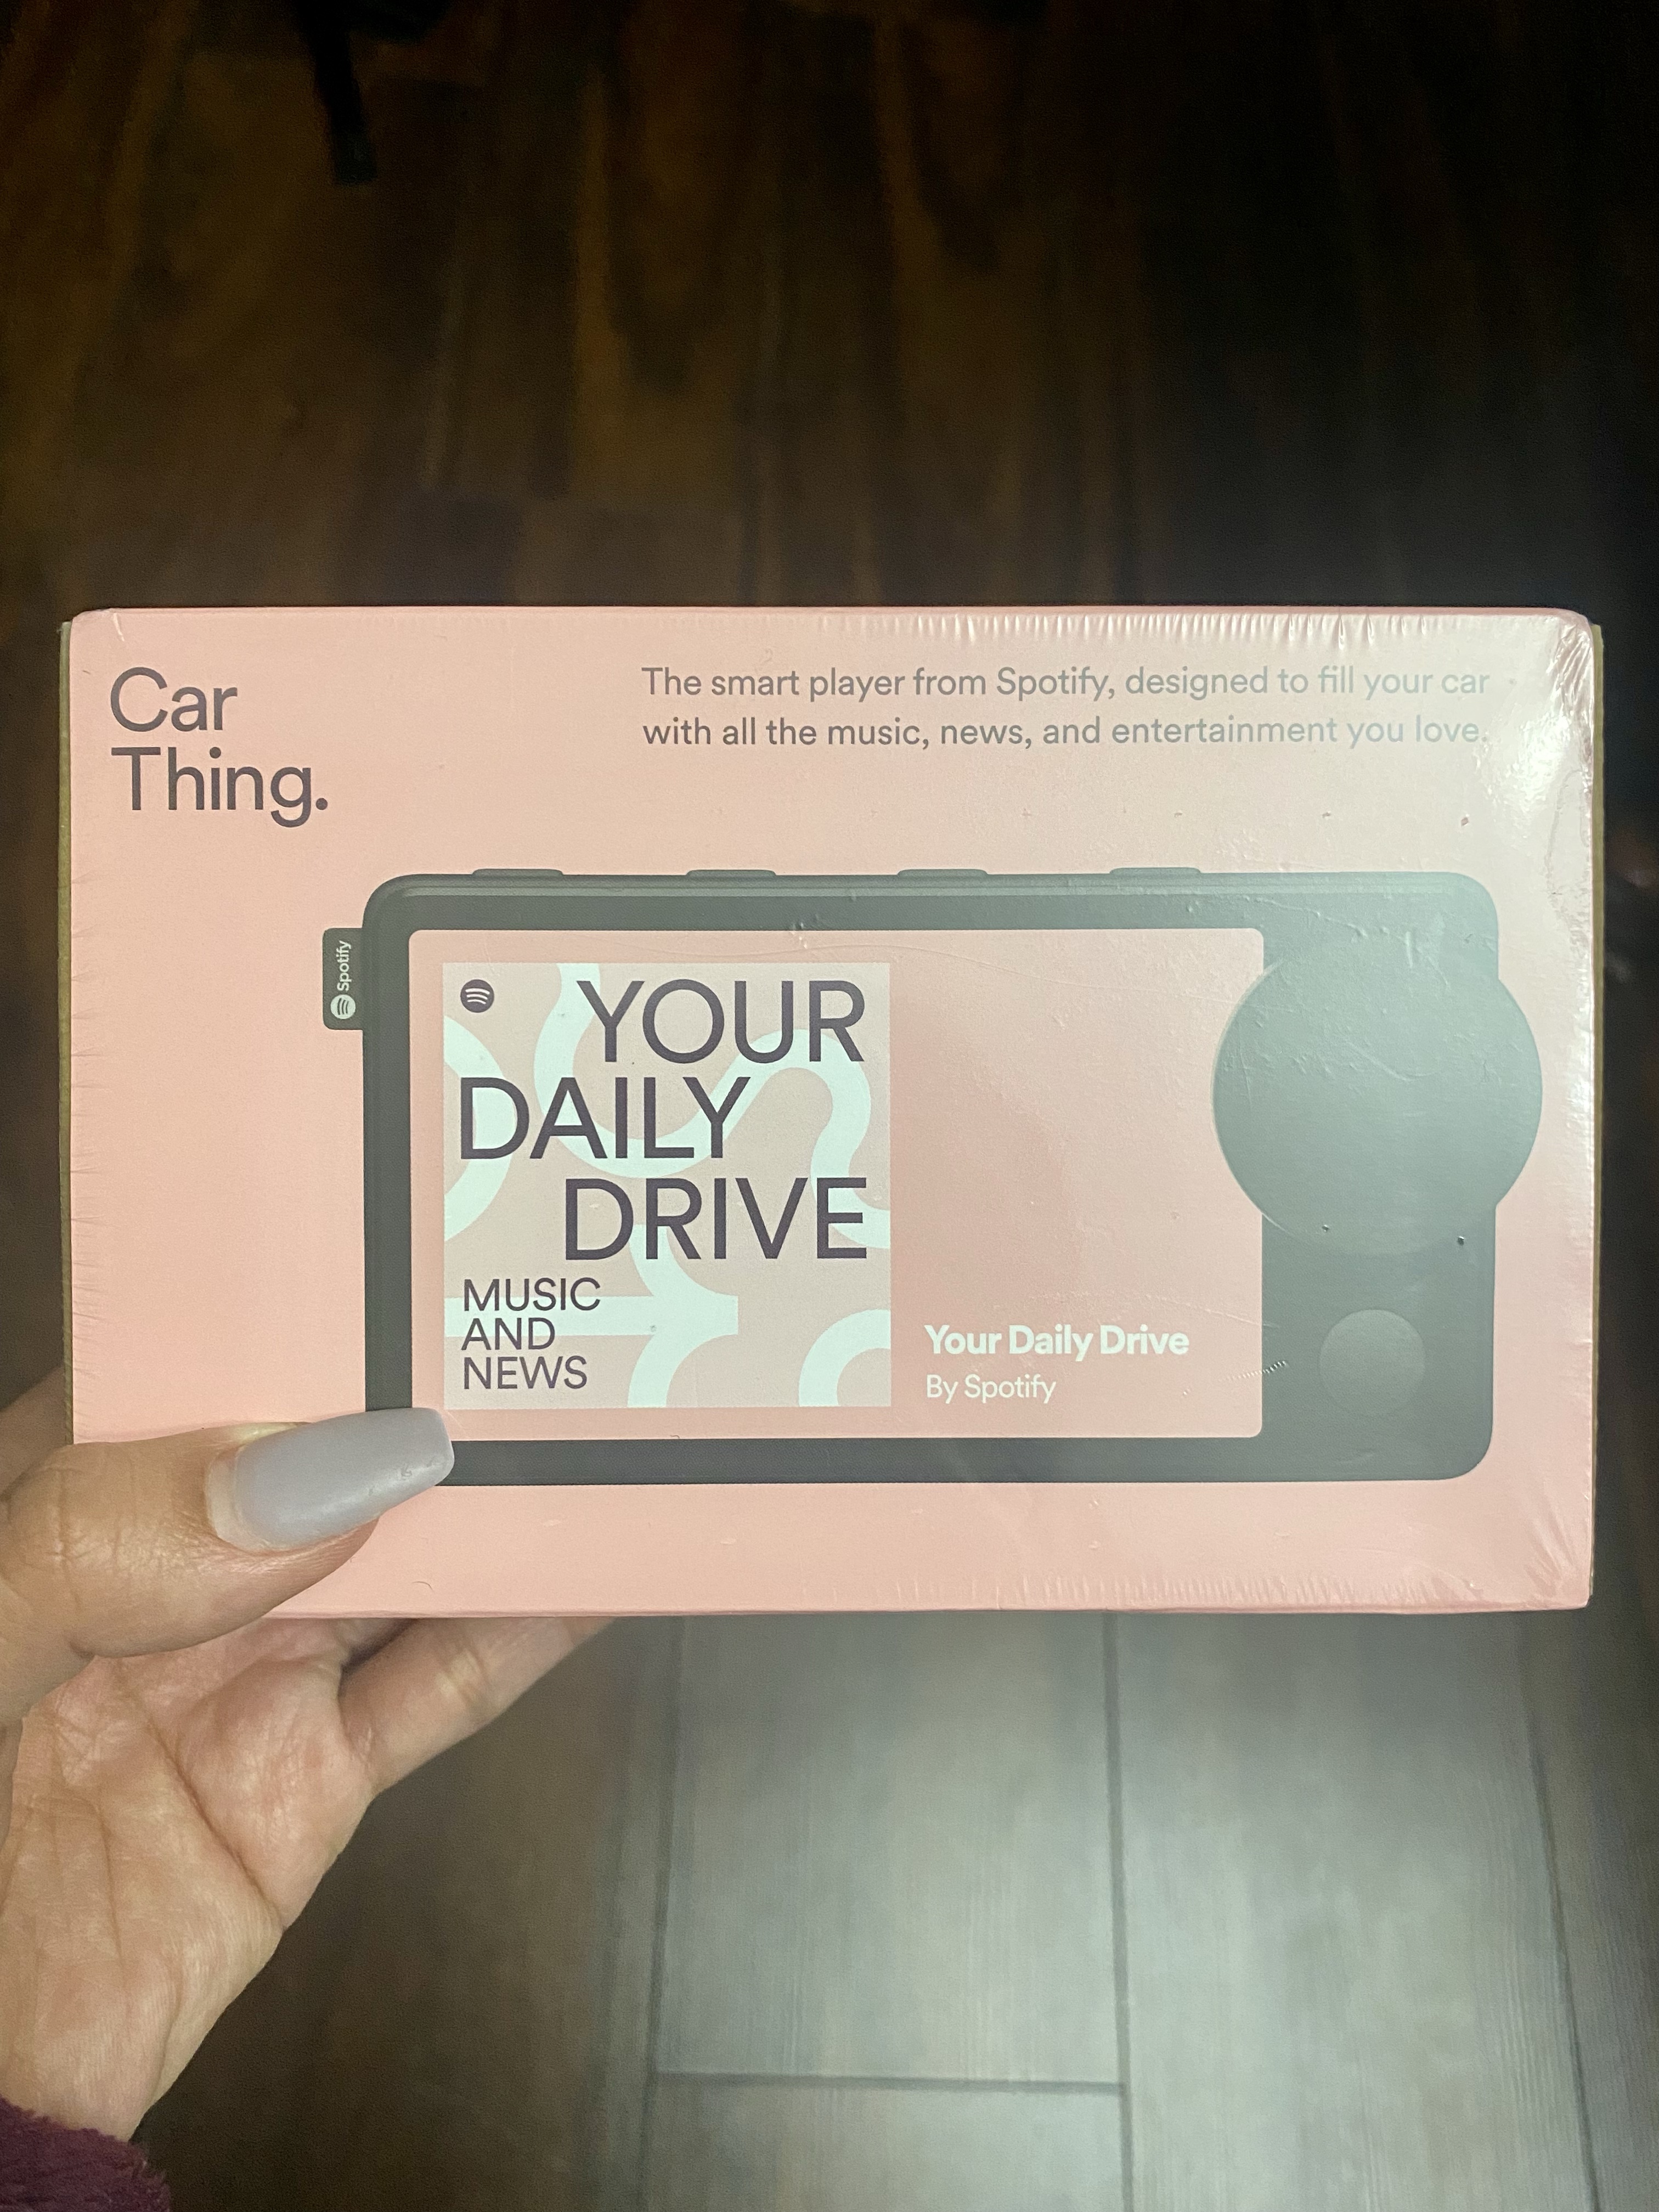 Car
Thing.
The smart player from Spotify, designed to fill your car
with all the music, news, and entertainment you love.
Spotify
YOUR
DAILY
DRIVE
MUSIC
AND
NEWS
Your Daily Drive
By Spotify